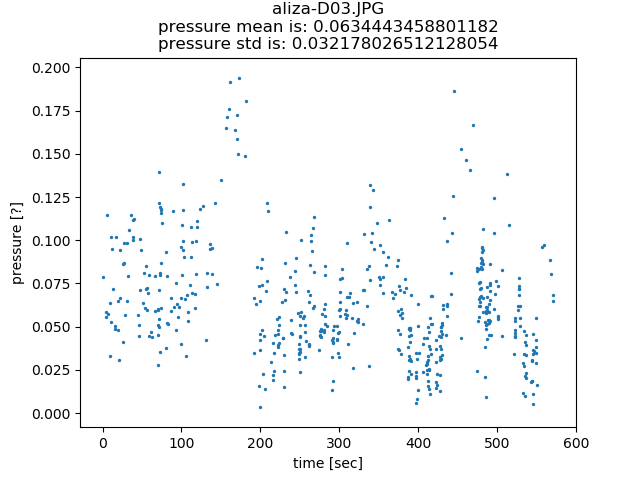 aliza-D03.JPG
pressure mean is: 0.0634443458801182
pressure std is: 0.032178026512128054
0.200
0.175
0.150
0.125
0.100
0.075
0.050
0.025
0.000
pressure [?]
0 100 200 300 400 500 600
time [sec]